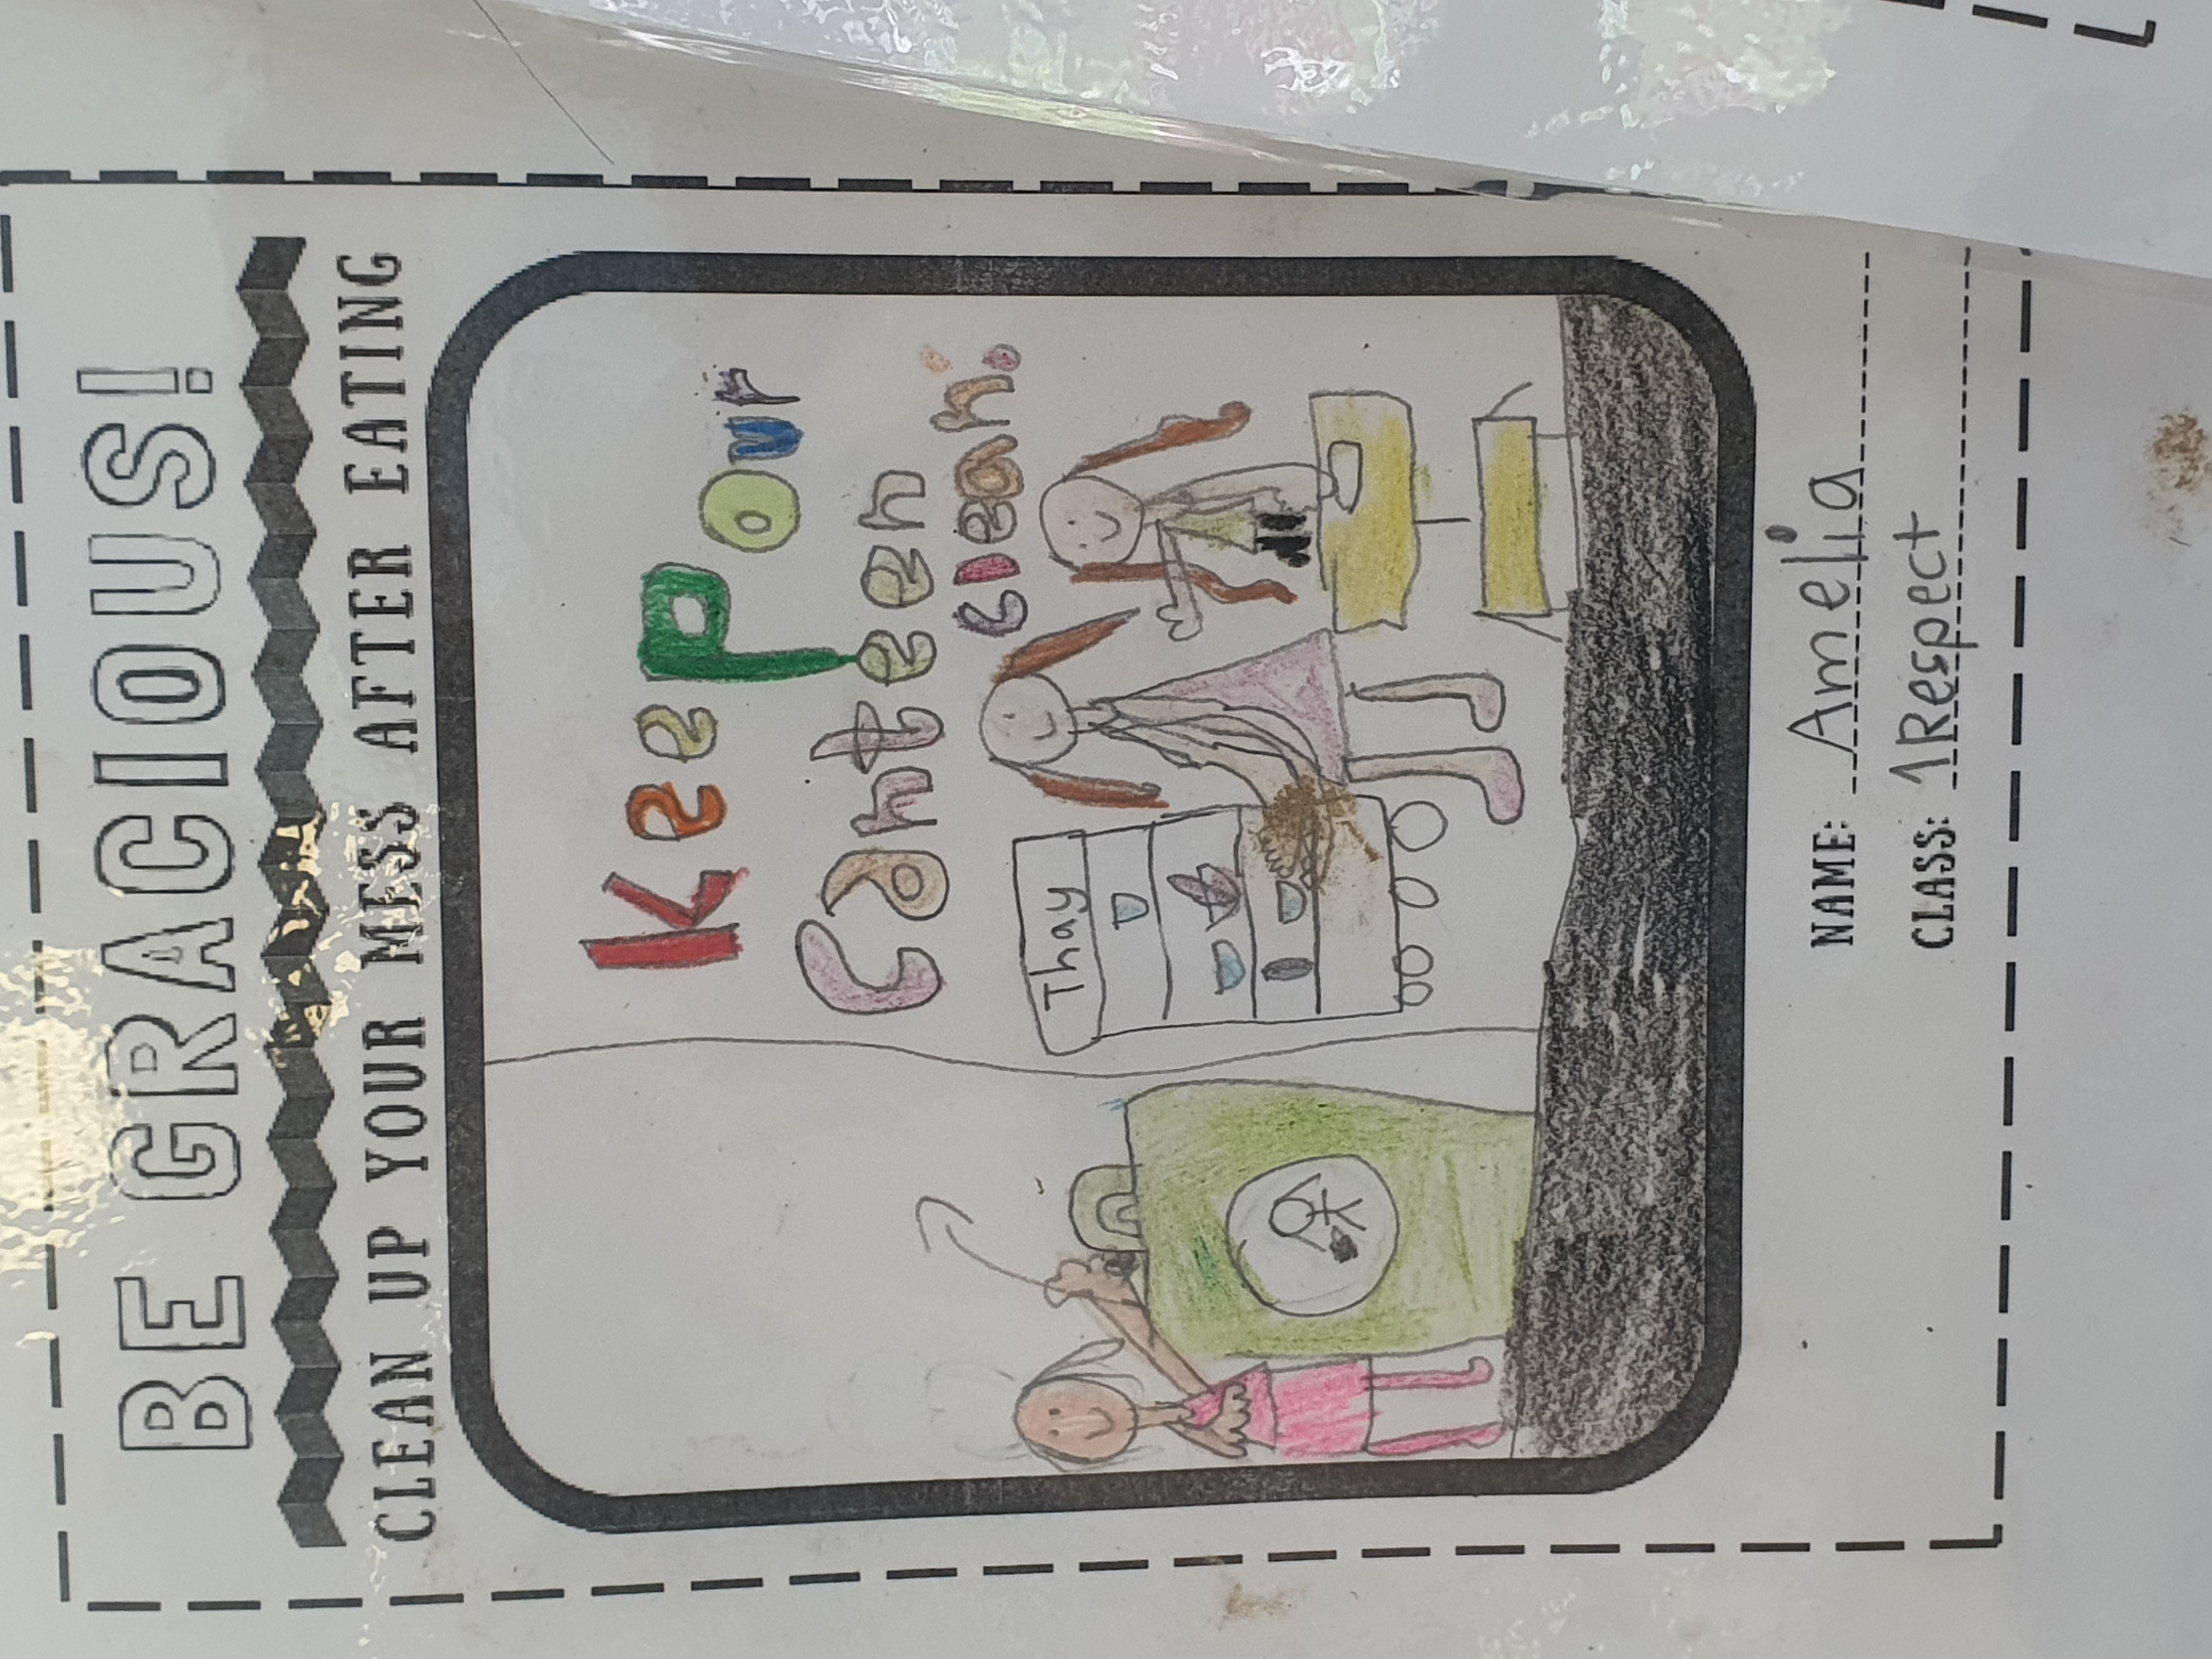 BE GRACIOUS!
CLEAN UP YOUR MESS AFTER EATING
Keep our
Canteen
clean!
Thay
NAME: Amelia
CLASS: 1Respect